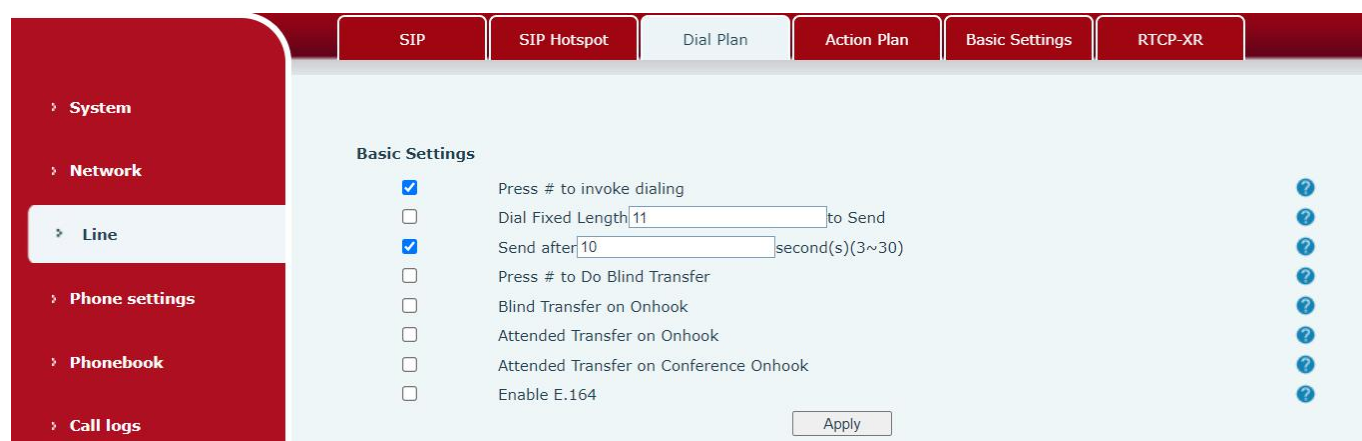 SIP
SIP Hotspot
Dial Plan
Action Plan
Basic Settings
RTCP-XR
System
Network
Line
Phone settings
Phonebook
Call logs
Basic Settings
Press # to invoke dialing
Dial Fixed Length 11 to Send
Send after 10 second(s)(3~30)
Press # to Do Blind Transfer
Blind Transfer on Onhook
Attended Transfer on Onhook
Attended Transfer on Conference Onhook
Enable E.164
Apply